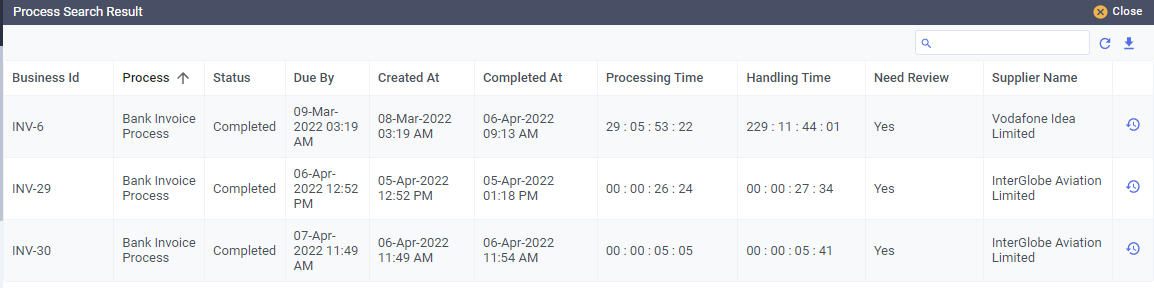 Process Search Result
Close
Business Id Process Status Due By Created At Completed At Processing Time Handling Time Need Review Supplier Name
INV-6
Bank Invoice
Process
Completed
09-Mar-
2022 03:19
AM
08-Mar-2022
03:19 AM
06-Apr-2022
09:13 AM
29 : 05 : 53 : 22
229 : 11 : 44 : 01
Yes
Vodafone Idea
Limited
INV-29
Bank Invoice
Process
Completed
06-Apr-
2022 12:52
PM
05-Apr-2022
12:52 PM
05-Apr-2022
01:18 PM
00 : 00 : 26 : 24
00 : 00 : 27 : 34
Yes
InterGlobe Aviation
Limited
INV-30
Bank Invoice
Process
Completed
07-Apr-
2022 11:49
AM
06-Apr-2022
11:49 AM
06-Apr-2022
11:54 AM
00 : 00 : 05 : 05
00 : 00 : 05 : 41
Yes
InterGlobe Aviation
Limited